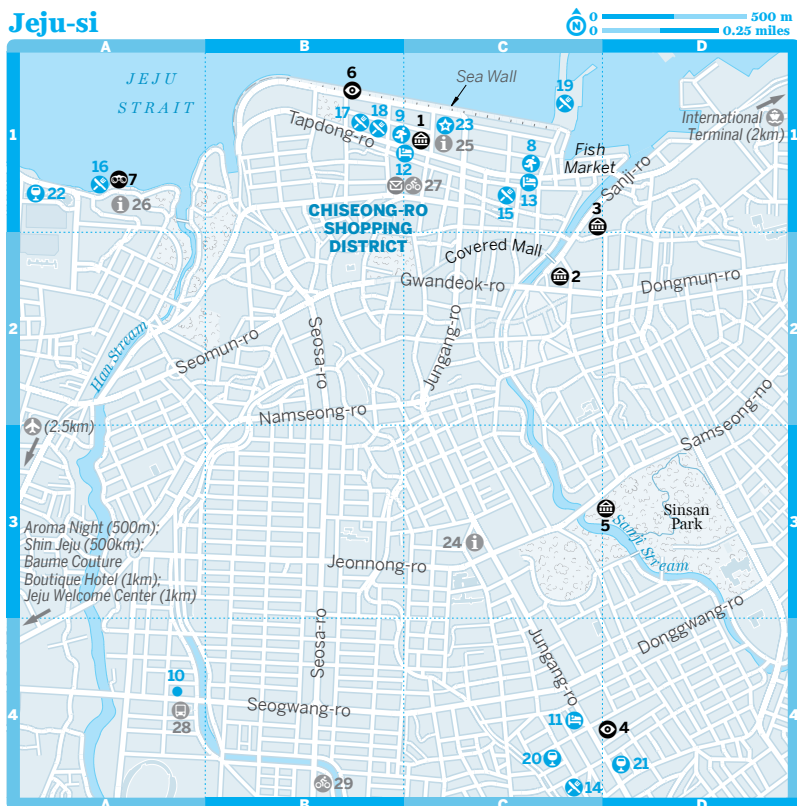 Jeju-si
N
0 500 m
0 0.25 miles
A B C D
JEJU
STRAIT
6
Sea Wall
19
17 18 9 1 23
Tapdong-ro
25
International
Terminal (2km)
1 1
8
Fish
Market
Sanji-ro
16 7
12
22
26
27
13
15
3
CHISEONG-RO
SHOPPING
DISTRICT
Covered Mall
2
Gwandeok-ro
Dongmun-ro
Jungang-ro
2 2
Han Stream
Seomun-ro
Seosa-ro
Namseong-ro
(2.5km)
Samseong-ro
5
Sinsan
Park
3 3
Sanji Stream
Aroma Night (500m);
Shin Jeju (500km);
Baume Couture
Boutique Hotel (1km);
Jeju Welcome Center (1km)
24
Jeonnong-ro
Seosa-ro
Jungang-ro
Donggwang-ro
10
28
Seogwang-ro
4 4
11
4
20
21
29
14
A B C D